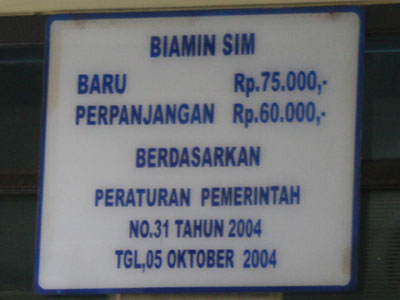 BIAMIN SIM
BARU Rp.75.000,-
PERPANJANGAN Rp.60.000,-
BERDASARKAN
PERATURAN PEMERINTAH
NO.31 TAHUN 2004
TGL,05 OKTOBER 2004